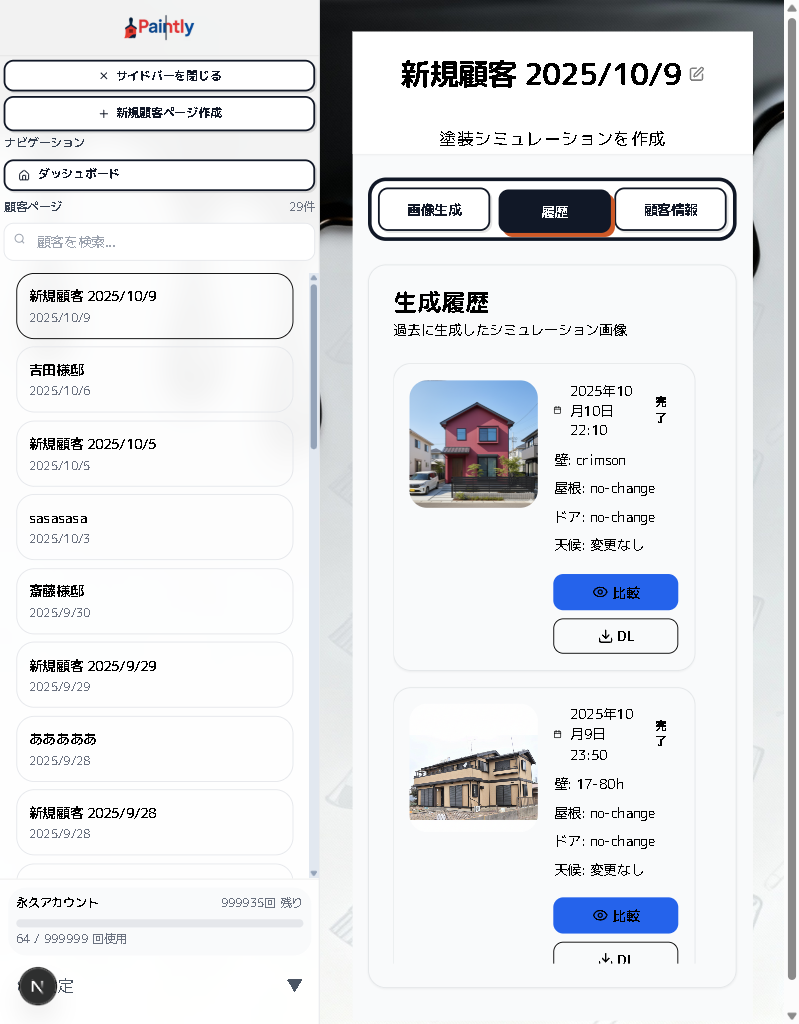 Paintly
× サイドバーを閉じる
+ 新規顧客ページ作成
ナビゲーション
ダッシュボード
顧客ページ 29件
顧客を検索...
新規顧客 2025/10/9
2025/10/9
吉田様邸
2025/10/6
新規顧客 2025/10/5
2025/10/5
sasasasa
2025/10/3
斎藤様邸
2025/9/30
新規顧客 2025/9/29
2025/9/29
あああああ
2025/9/28
新規顧客 2025/9/28
2025/9/28
永久アカウント 999935回 残り
64 / 999999 回使用
N 定
新規顧客 2025/10/9
塗装シミュレーションを作成
画像生成 履歴 顧客情報
生成履歴
過去に生成したシミュレーション画像
2025年10
月10日
22:10
完
了
壁: crimson
屋根: no-change
ドア: no-change
天候: 変更なし
比較
DL
2025年10
月9日
23:50
完
了
壁: 17-80h
屋根: no-change
ドア: no-change
天候: 変更なし
比較
DL